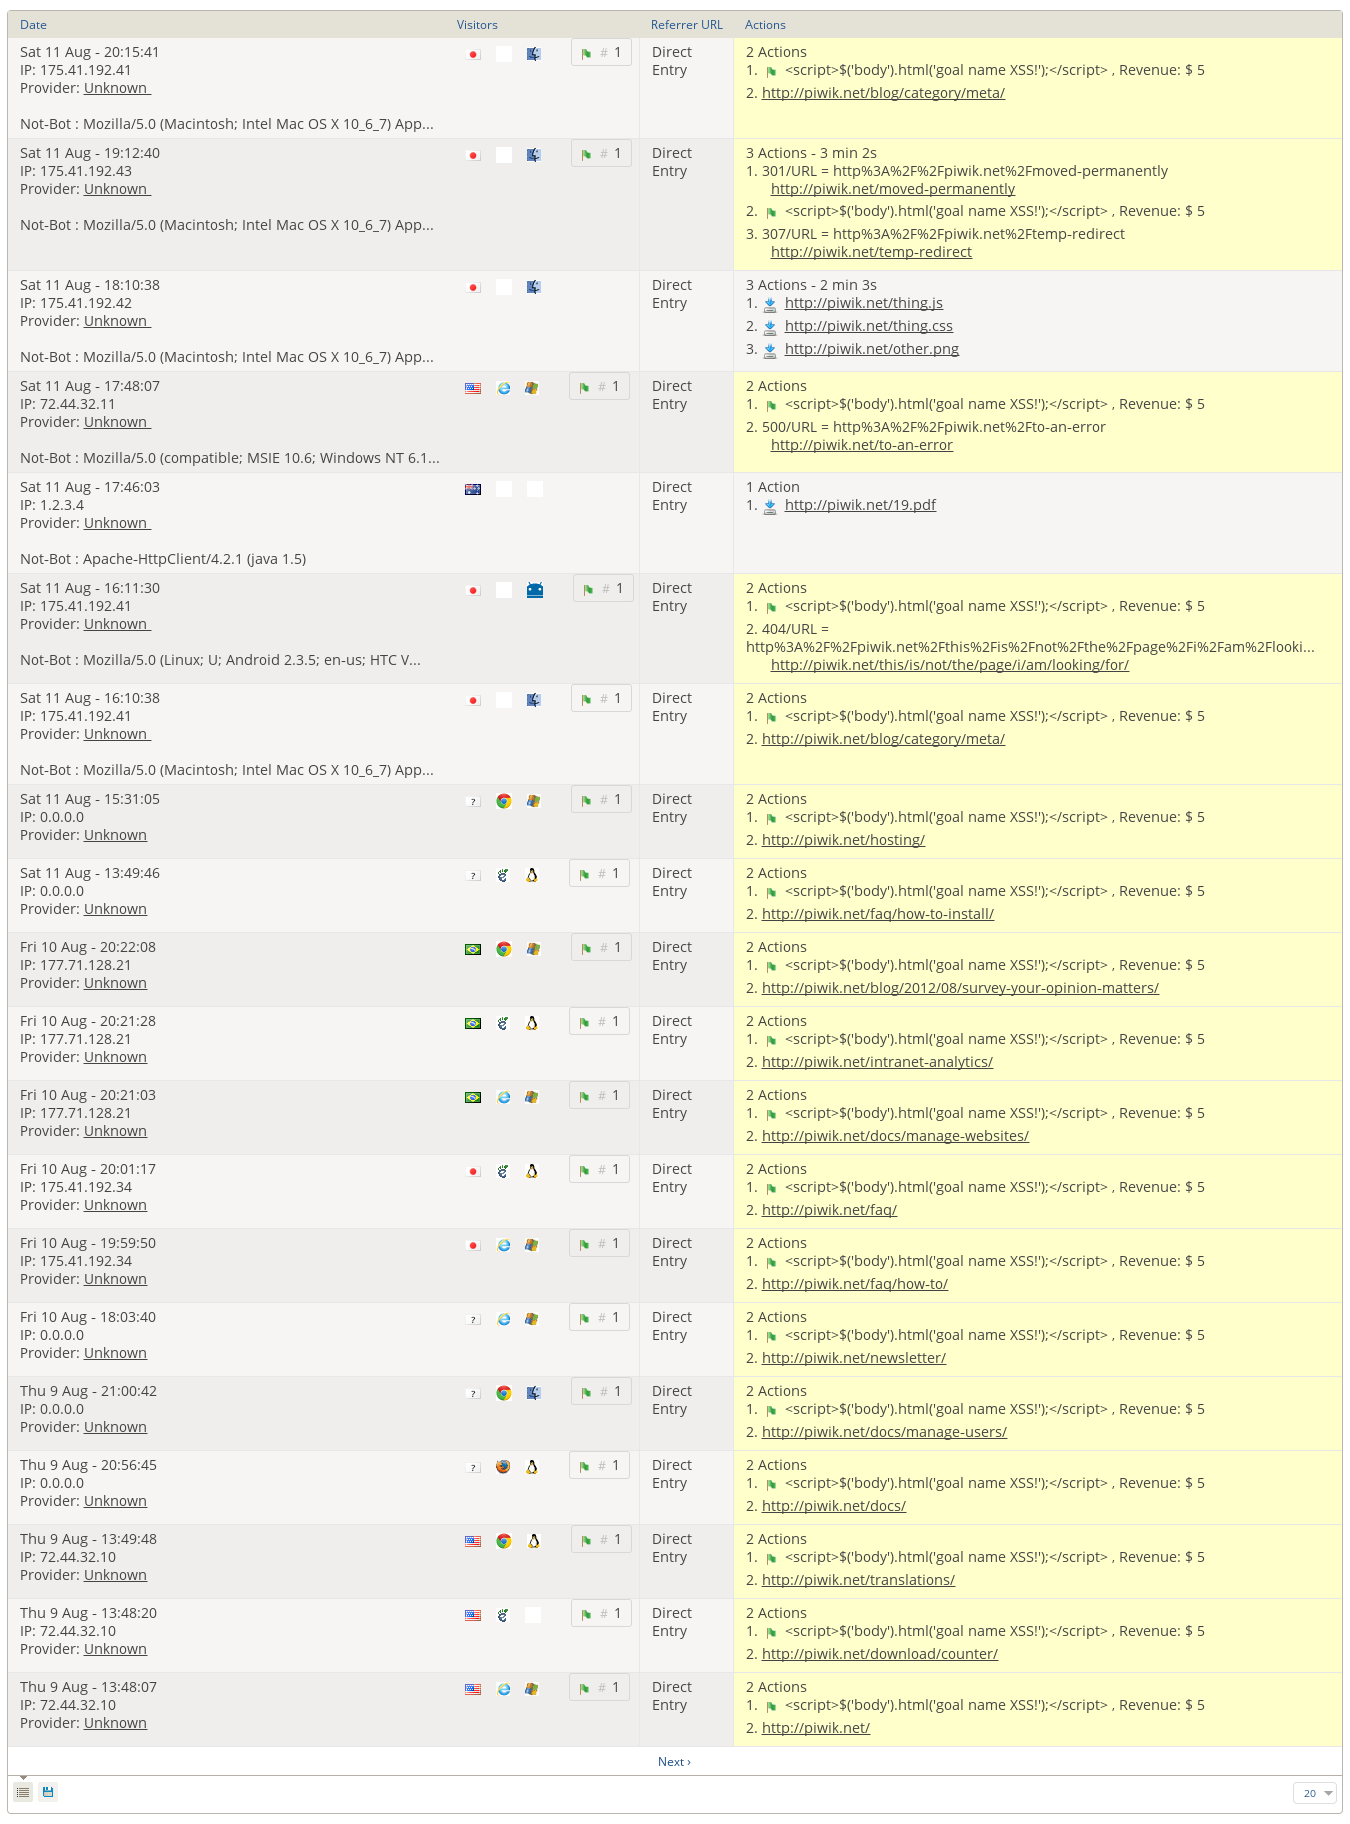 Date Visitors Referrer URL Actions
Sat 11 Aug - 20:15:41 # 1 Direct 2 Actions
IP: 175.41.192.41 Entry 1. <script>$('body').html('goal name XSS!');</script> , Revenue: $ 5
Provider: Unknown 2. http://piwik.net/blog/category/meta/
Not-Bot : Mozilla/5.0 (Macintosh; Intel Mac OS X 10_6_7) App...
Sat 11 Aug - 19:12:40 # 1 Direct 3 Actions - 3 min 2s
IP: 175.41.192.43 Entry 1. 301/URL = http%3A%2F%2Fpiwik.net%2Fmoved-permanently
Provider: Unknown http://piwik.net/moved-permanently
2. <script>$('body').html('goal name XSS!');</script> , Revenue: $ 5
Not-Bot : Mozilla/5.0 (Macintosh; Intel Mac OS X 10_6_7) App...
3. 307/URL = http%3A%2F%2Fpiwik.net%2Ftemp-redirect
http://piwik.net/temp-redirect
Sat 11 Aug - 18:10:38 Direct 3 Actions - 2 min 3s
IP: 175.41.192.42 Entry 1. http://piwik.net/thing.js
Provider: Unknown 2. http://piwik.net/thing.css
Not-Bot : Mozilla/5.0 (Macintosh; Intel Mac OS X 10_6_7) App... 3. http://piwik.net/other.png
Sat 11 Aug - 17:48:07 # 1 Direct 2 Actions
IP: 72.44.32.11 Entry 1. <script>$('body').html('goal name XSS!');</script> , Revenue: $ 5
Provider: Unknown 2. 500/URL = http%3A%2F%2Fpiwik.net%2Fto-an-error
http://piwik.net/to-an-error
Not-Bot : Mozilla/5.0 (compatible; MSIE 10.6; Windows NT 6.1...
Sat 11 Aug - 17:46:03 Direct 1 Action
IP: 1.2.3.4 Entry 1. http://piwik.net/19.pdf
Provider: Unknown
Not-Bot : Apache-HttpClient/4.2.1 (java 1.5)
Sat 11 Aug - 16:11:30 # 1 Direct 2 Actions
IP: 175.41.192.41 Entry 1. <script>$('body').html('goal name XSS!');</script> , Revenue: $ 5
Provider: Unknown 2. 404/URL =
http%3A%2F%2Fpiwik.net%2Fthis%2Fis%2Fnot%2Fthe%2Fpage%2Fi%2Fam%2Flooki...
Not-Bot : Mozilla/5.0 (Linux; U; Android 2.3.5; en-us; HTC V... http://piwik.net/this/is/not/the/page/i/am/looking/for/
Sat 11 Aug - 16:10:38 # 1 Direct 2 Actions
IP: 175.41.192.41 Entry 1. <script>$('body').html('goal name XSS!');</script> , Revenue: $ 5
Provider: Unknown 2. http://piwik.net/blog/category/meta/
Not-Bot : Mozilla/5.0 (Macintosh; Intel Mac OS X 10_6_7) App...
Sat 11 Aug - 15:31:05 ? # 1 Direct 2 Actions
IP: 0.0.0.0 Entry 1. <script>$('body').html('goal name XSS!');</script> , Revenue: $ 5
Provider: Unknown 2. http://piwik.net/hosting/
Sat 11 Aug - 13:49:46 ? # 1 Direct 2 Actions
IP: 0.0.0.0 Entry 1. <script>$('body').html('goal name XSS!');</script> , Revenue: $ 5
Provider: Unknown 2. http://piwik.net/faq/how-to-install/
Fri 10 Aug - 20:22:08 # 1 Direct 2 Actions
IP: 177.71.128.21 Entry 1. <script>$('body').html('goal name XSS!');</script> , Revenue: $ 5
Provider: Unknown 2. http://piwik.net/blog/2012/08/survey-your-opinion-matters/
Fri 10 Aug - 20:21:28 # 1 Direct 2 Actions
IP: 177.71.128.21 Entry 1. <script>$('body').html('goal name XSS!');</script> , Revenue: $ 5
Provider: Unknown 2. http://piwik.net/intranet-analytics/
Fri 10 Aug - 20:21:03 # 1 Direct 2 Actions
IP: 177.71.128.21 Entry 1. <script>$('body').html('goal name XSS!');</script> , Revenue: $ 5
Provider: Unknown 2. http://piwik.net/docs/manage-websites/
Fri 10 Aug - 20:01:17 # 1 Direct 2 Actions
IP: 175.41.192.34 Entry 1. <script>$('body').html('goal name XSS!');</script> , Revenue: $ 5
Provider: Unknown 2. http://piwik.net/faq/
Fri 10 Aug - 19:59:50 # 1 Direct 2 Actions
IP: 175.41.192.34 Entry 1. <script>$('body').html('goal name XSS!');</script> , Revenue: $ 5
Provider: Unknown 2. http://piwik.net/faq/how-to/
Fri 10 Aug - 18:03:40 ? # 1 Direct 2 Actions
IP: 0.0.0.0 Entry 1. <script>$('body').html('goal name XSS!');</script> , Revenue: $ 5
Provider: Unknown 2. http://piwik.net/newsletter/
Thu 9 Aug - 21:00:42 ? # 1 Direct 2 Actions
IP: 0.0.0.0 Entry 1. <script>$('body').html('goal name XSS!');</script> , Revenue: $ 5
Provider: Unknown 2. http://piwik.net/docs/manage-users/
Thu 9 Aug - 20:56:45 ? # 1 Direct 2 Actions
IP: 0.0.0.0 Entry 1. <script>$('body').html('goal name XSS!');</script> , Revenue: $ 5
Provider: Unknown 2. http://piwik.net/docs/
Thu 9 Aug - 13:49:48 # 1 Direct 2 Actions
IP: 72.44.32.10 Entry 1. <script>$('body').html('goal name XSS!');</script> , Revenue: $ 5
Provider: Unknown 2. http://piwik.net/translations/
Thu 9 Aug - 13:48:20 # 1 Direct 2 Actions
IP: 72.44.32.10 Entry 1. <script>$('body').html('goal name XSS!');</script> , Revenue: $ 5
Provider: Unknown 2. http://piwik.net/download/counter/
Thu 9 Aug - 13:48:07 # 1 Direct 2 Actions
IP: 72.44.32.10 Entry 1. <script>$('body').html('goal name XSS!');</script> , Revenue: $ 5
Provider: Unknown 2. http://piwik.net/
Next ›
20